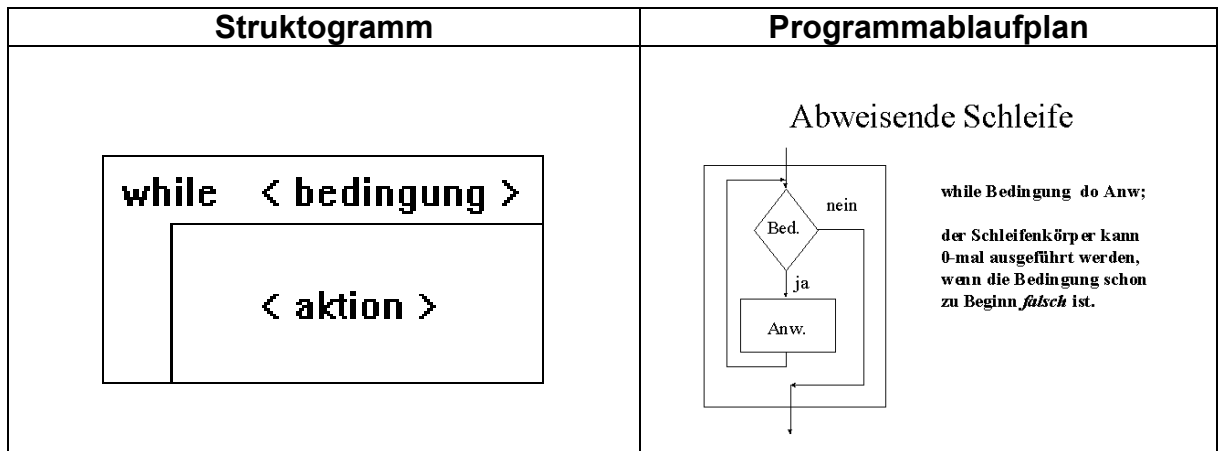 Struktogramm
Programmablaufplan
while < bedingung >
< aktion >
Abweisende Schleife
Bed.
nein
ja
Anw.
while Bedingung do Anw;
der Schleifenkörper kann
0-mal ausgeführt werden,
wenn die Bedingung schon
zu Beginn falsch ist.